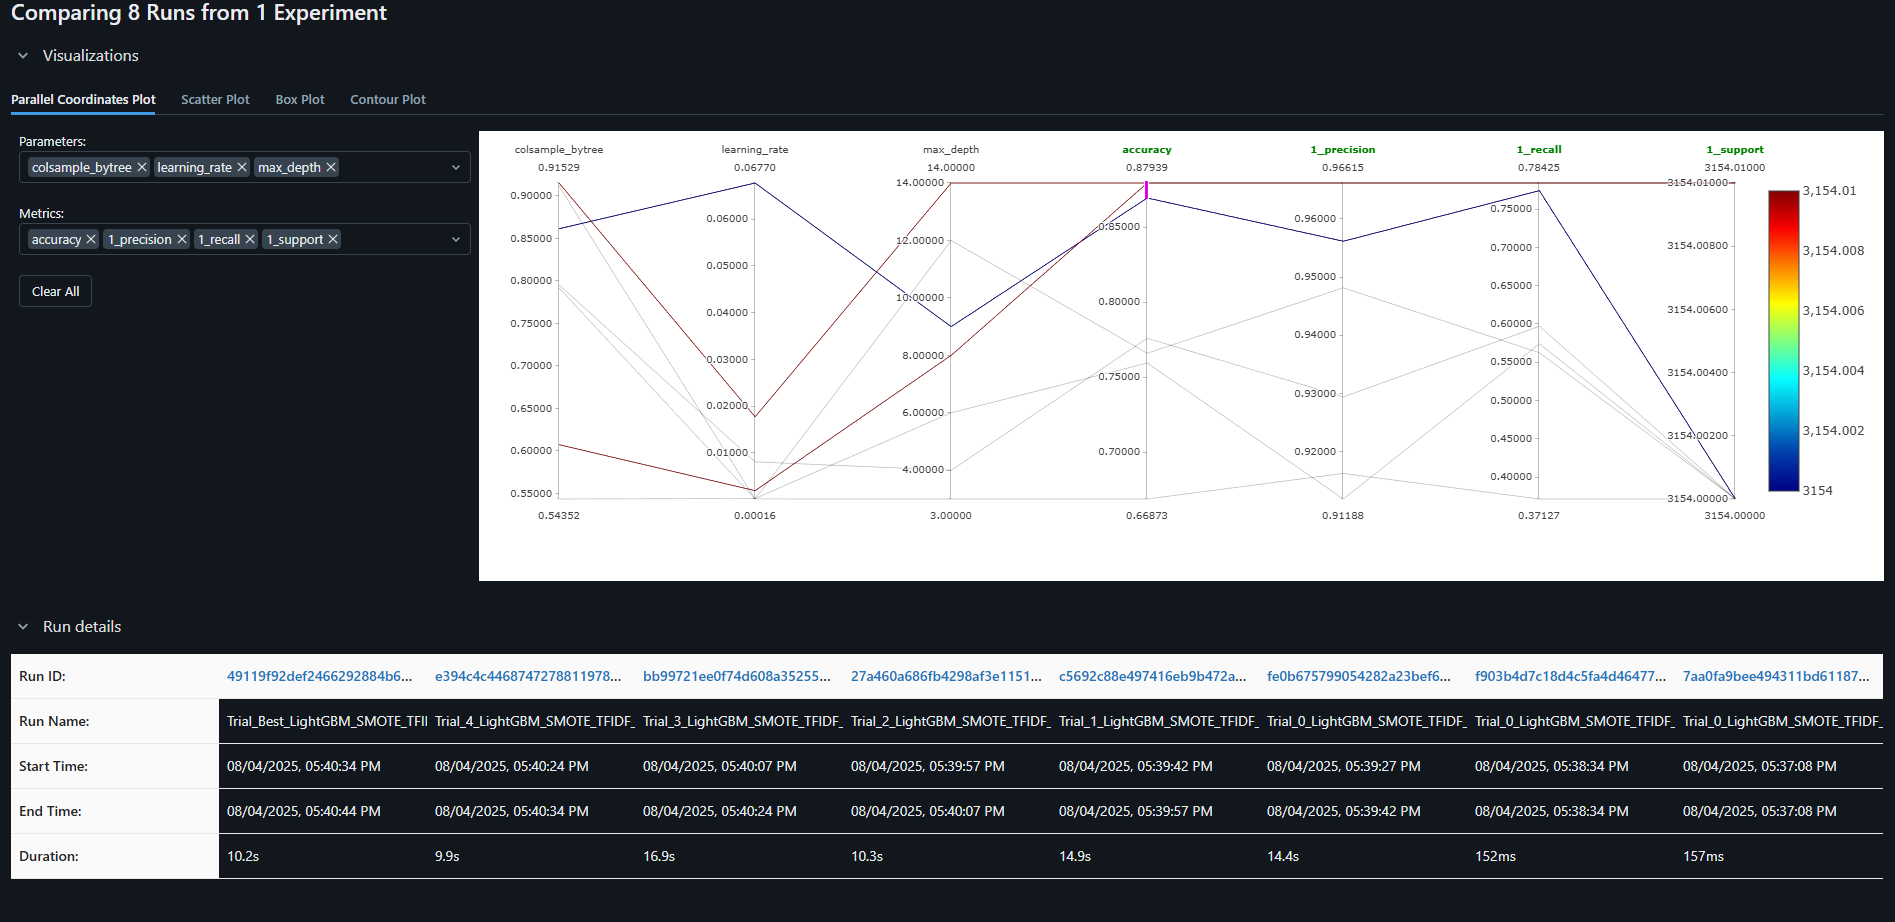 Comparing 8 Runs from 1 Experiment
Visualizations
Parallel Coordinates Plot Scatter Plot Box Plot Contour Plot
Parameters:
colsample_bytree learning_rate max_depth
Metrics:
accuracy 1_precision 1_recall 1_support
Clear All
colsample_bytree learning_rate max_depth accuracy 1_precision 1_recall 1_support
0.91529 0.06770 14.00000 0.87939 0.96615 0.78425 3154.01000
0.90000
0.85000
0.80000
0.75000
0.70000
0.65000
0.60000
0.55000
0.06000
0.05000
0.04000
0.03000
0.02000
0.01000
14.00000
12.00000
10.00000
8.00000
6.00000
4.00000
0.85000
0.80000
0.75000
0.70000
0.96000
0.95000
0.94000
0.93000
0.92000
0.75000
0.70000
0.65000
0.60000
0.55000
0.50000
0.45000
0.40000
3154.01000
3154.00800
3154.00600
3154.00400
3154.00200
3154.00000
0.54352 0.00016 3.00000 0.66873 0.91188 0.37127 3154.00000
3,154.01
3,154.008
3,154.006
3,154.004
3,154.002
3154
Run details
Run ID: 49119f92def2466292884b6... e394c4c4468747278811978... bb99721ee0f74d608a35255... 27a460a686fb4298af3e1151... c5692c88e497416eb9b472a... fe0b675799054282a23bef6... f903b4d7c18d4c5fa4d46477... 7aa0fa9bee494311bd61187...
Run Name: Trial_Best_LightGBM_SMOTE_TFI Trial_4_LightGBM_SMOTE_TFIDF_ Trial_3_LightGBM_SMOTE_TFIDF_ Trial_2_LightGBM_SMOTE_TFIDF_ Trial_1_LightGBM_SMOTE_TFIDF_ Trial_0_LightGBM_SMOTE_TFIDF_ Trial_0_LightGBM_SMOTE_TFIDF_ Trial_0_LightGBM_SMOTE_TFIDF_
Start Time: 08/04/2025, 05:40:34 PM 08/04/2025, 05:40:24 PM 08/04/2025, 05:40:07 PM 08/04/2025, 05:39:57 PM 08/04/2025, 05:39:42 PM 08/04/2025, 05:39:27 PM 08/04/2025, 05:38:34 PM 08/04/2025, 05:37:08 PM
End Time: 08/04/2025, 05:40:44 PM 08/04/2025, 05:40:34 PM 08/04/2025, 05:40:24 PM 08/04/2025, 05:40:07 PM 08/04/2025, 05:39:57 PM 08/04/2025, 05:39:42 PM 08/04/2025, 05:38:34 PM 08/04/2025, 05:37:08 PM
Duration: 10.2s 9.9s 16.9s 10.3s 14.9s 14.4s 152ms 157ms